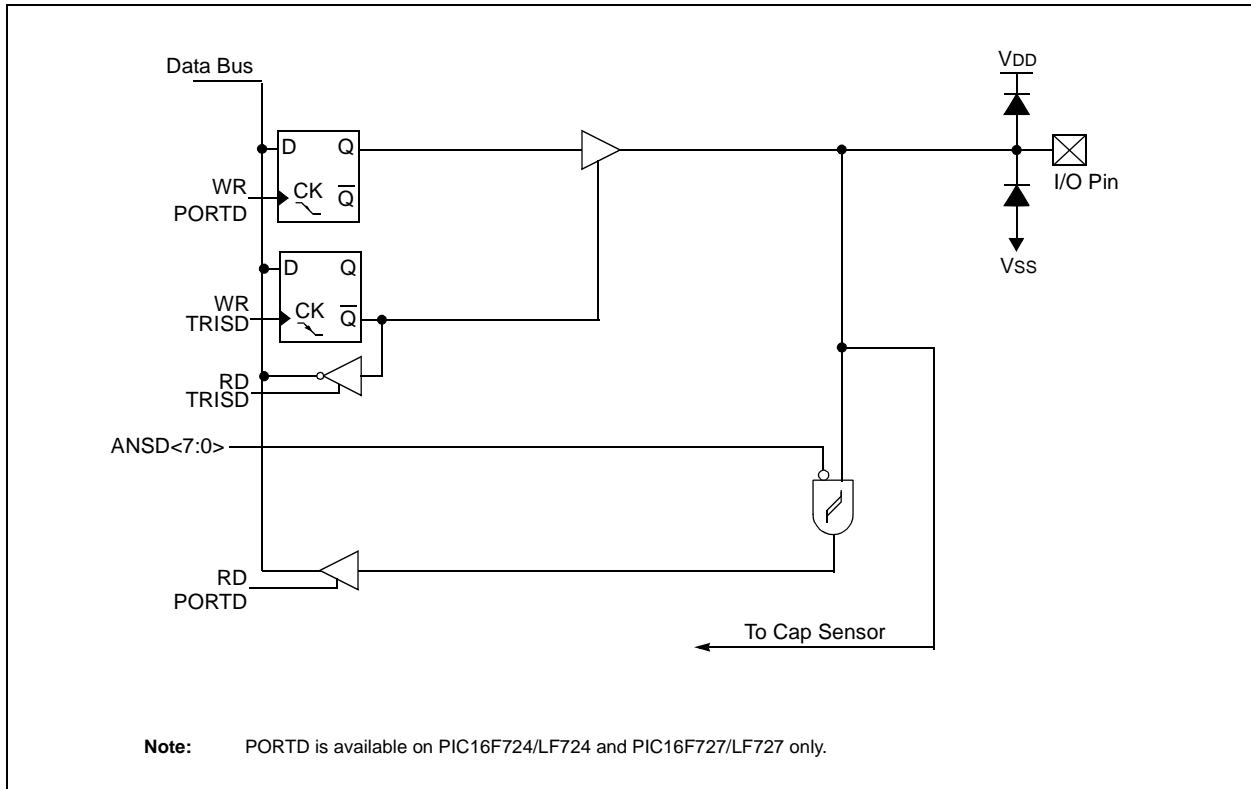 Data Bus
VDD
D Q
WR
PORTD
CK Q
I/O Pin
VSS
D Q
WR
TRISD
CK Q
RD
TRISD
ANSD<7:0>
RD
PORTD
To Cap Sensor
Note: PORTD is available on PIC16F724/LF724 and PIC16F727/LF727 only.